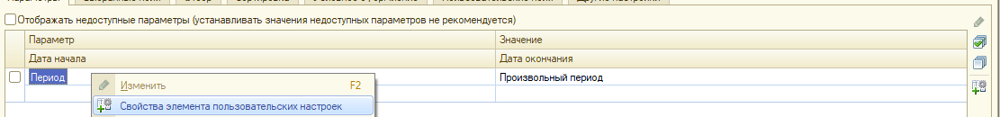 Отображать недоступные параметры (устанавливать значения недоступных параметров не рекомендуется)
Параметр Значение
Дата начала Дата окончания
Период Произвольный период
Изменить F2
Свойства элемента пользовательских настроек